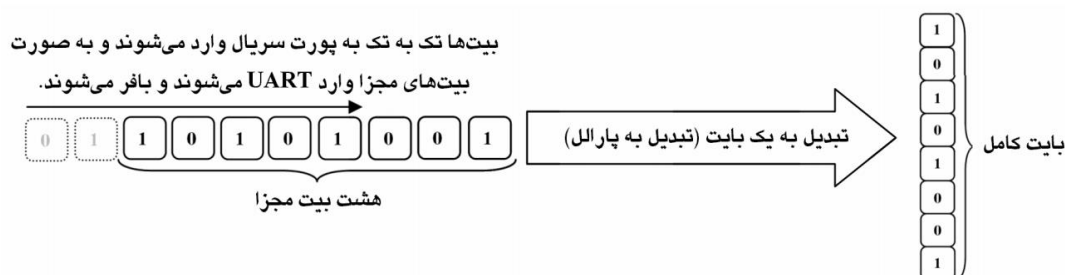 بیت‌ها تک به تک به پورت سریال وارد می‌شوند و به صورت
بیت‌های مجزا وارد UART می‌شوند و بافر می‌شوند.
0 1 1 0 1 0 1 0 0 1
هشت بیت مجزا
تبدیل به یک بایت (تبدیل به پارالل)
1
0
1
0
1
0
0
1
بایت کامل